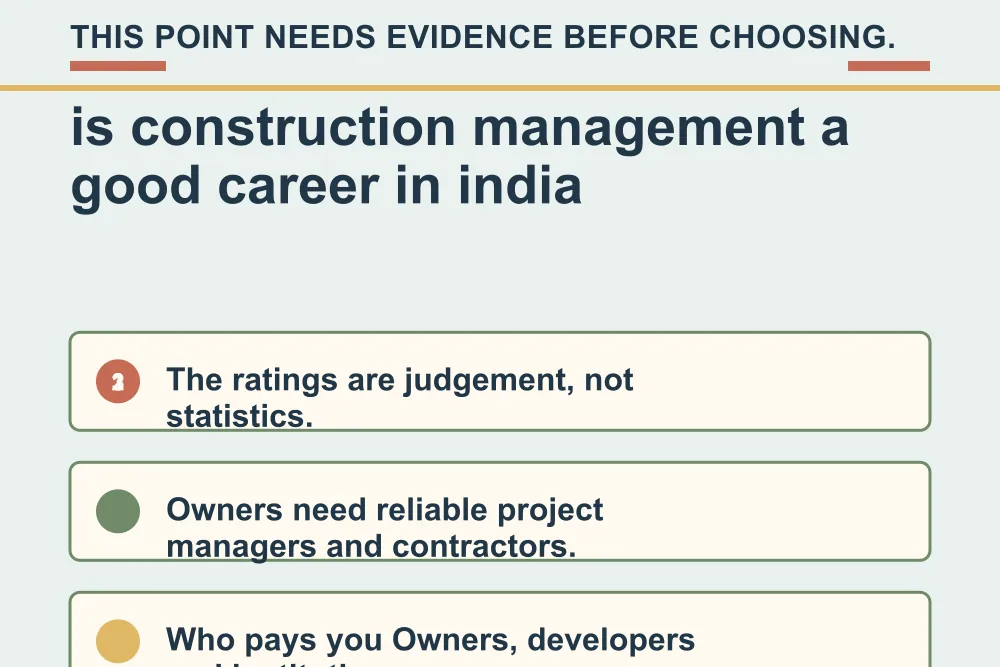 THIS POINT NEEDS EVIDENCE BEFORE CHOOSING.
is construction management a
good career in india
The ratings are judgement, not
statistics.
Owners need reliable project
managers and contractors.
Who pays you Owners, developers